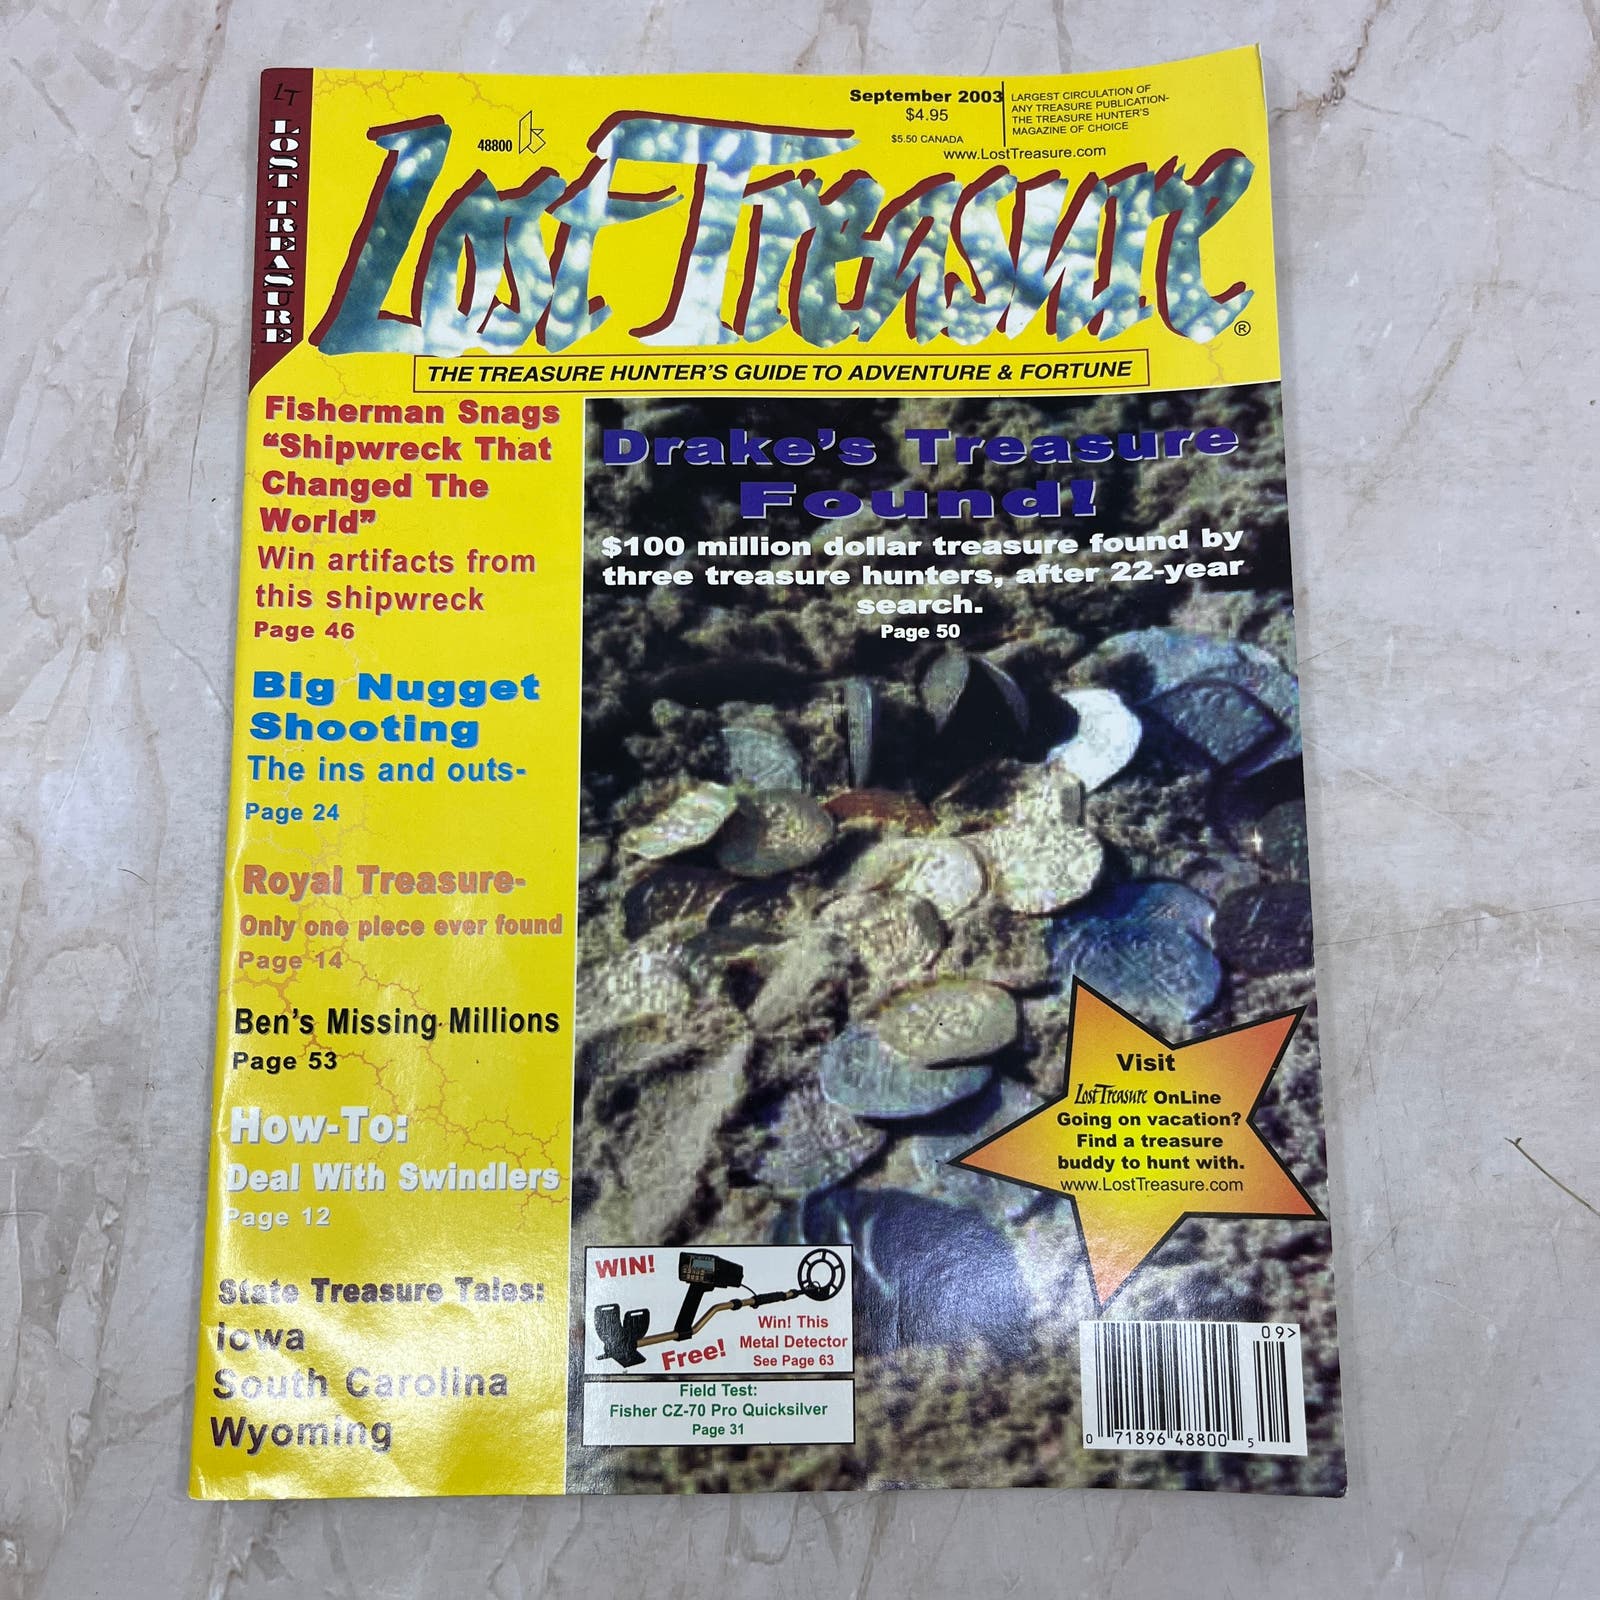 LT
LOST TREASURE
48800
September 2003
$4.95
$5.50 CANADA
LARGEST CIRCULATION OF
ANY TREASURE PUBLICATION-
THE TREASURE HUNTER'S
MAGAZINE OF CHOICE
www.LostTreasure.com
Lost Treasure®
THE TREASURE HUNTER'S GUIDE TO ADVENTURE & FORTUNE
Fisherman Snags
"Shipwreck That
Changed The
World"
Win artifacts from
this shipwreck
Page 46
Big Nugget
Shooting
The ins and outs-
Page 24
Royal Treasure-
Only one piece ever found
Page 14
Ben's Missing Millions
Page 53
How-To:
Deal With Swindlers
Page 12
State Treasure Tales:
Iowa
South Carolina
Wyoming
Drake's Treasure
Found!
$100 million dollar treasure found by
three treasure hunters, after 22-year
search.
Page 50
Visit
Lost Treasure OnLine
Going on vacation?
Find a treasure
buddy to hunt with.
www.LostTreasure.com
WIN!
Free!
Win! This
Metal Detector
See Page 63
Field Test:
Fisher CZ-70 Pro Quicksilver
Page 31
09>
0 71896 48800 5